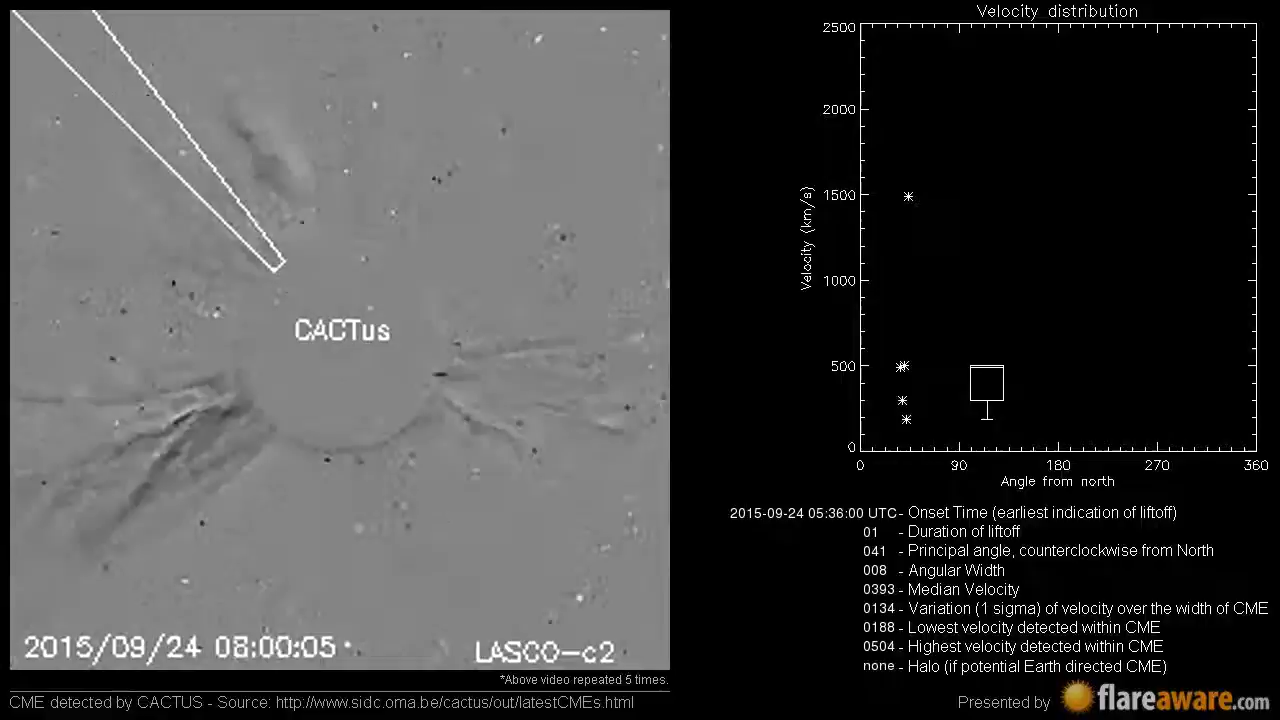 CACTus
2015/09/24 08:00:05
LASCO-c2
*Above video repeated 5 times.
CME detected by CACTUS - Source: http://www.sidc.oma.be/cactus/out/latestCMEs.html
Velocity distribution
2500
2000
1500
1000
500
0
Velocity (km/s)
0 90 180 270 360
Angle from north
2015-09-24 05:36:00 UTC - Onset Time (earliest indication of liftoff)
01 - Duration of liftoff
041 - Principal angle, counterclockwise from North
008 - Angular Width
0393 - Median Velocity
0134 - Variation (1 sigma) of velocity over the width of CME
0188 - Lowest velocity detected within CME
0504 - Highest velocity detected within CME
none - Halo (if potential Earth directed CME)
Presented by flareaware.com